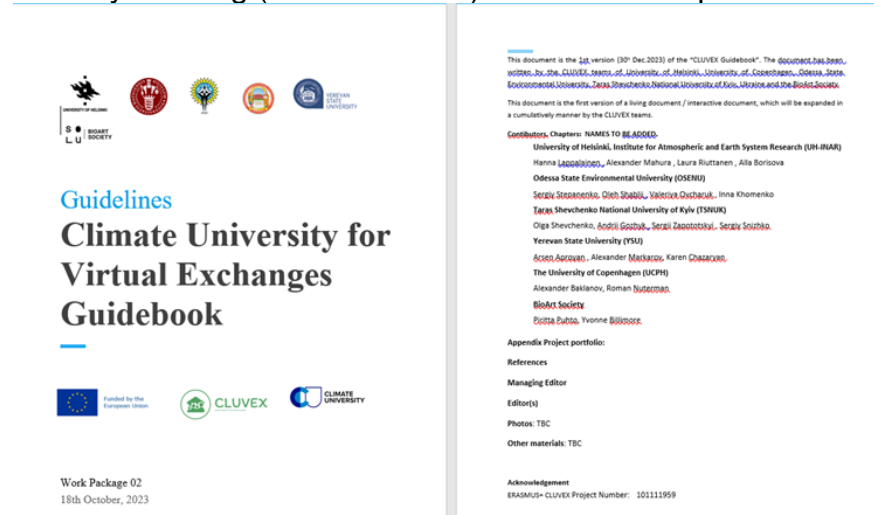 UNIVERSITY OF HELSINKI
YEREVAN
STATE
UNIVERSITY
S O
L U
BIOART
SOCIETY
Guidelines
Climate University for
Virtual Exchanges
Guidebook
Funded by the
European Union
CLUVEX
CLIMATE
UNIVERSITY
Work Package 02
18th October, 2023
This document is the 1st version (30th Dec.2023) of the "CLUVEX Guidebook". The document has been
written by the CLUVEX teams of University of Helsinki, University of Copenhagen, Odessa State
Environmental University, Taras Shevchenko National University of Kyiv, Ukraine and the BioArt Society.
This document is the first version of a living document / interactive document, which will be expanded in
a cumulatively manner by the CLUVEX teams.
Contibutors, Chapters: NAMES TO BE ADDED.
University of Helsinki, Institute for Atmospheric and Earth System Research (UH-INAR)
Hanna Lappalainen, Alexander Mahura , Laura Riuttanen , Alla Borisova
Odessa State Environmental University (OSENU)
Sergiy Stepanenko, Oleh Shablij, Valeriya Ovcharuk, Inna Khomenko
Taras Shevchenko National University of Kyiv (TSNUK)
Olga Shevchenko, Andrii Gozhyk, Sergii Zapototskyi, Sergiy Snizhko
Yerevan State University (YSU)
Arsen Aproyan , Alexander Markarov, Karen Ghazaryan
The University of Copenhagen (UCPH)
Alexander Baklanov, Roman Nuterman
BioArt Society
Piritta Puhto, Yvonne Billimore
Appendix Project portfolio:
References
Managing Editor
Editor(s)
Photos: TBC
Other materials: TBC
Acknowledgement
ERASMUS+ CLUVEX Project Number: 101111959